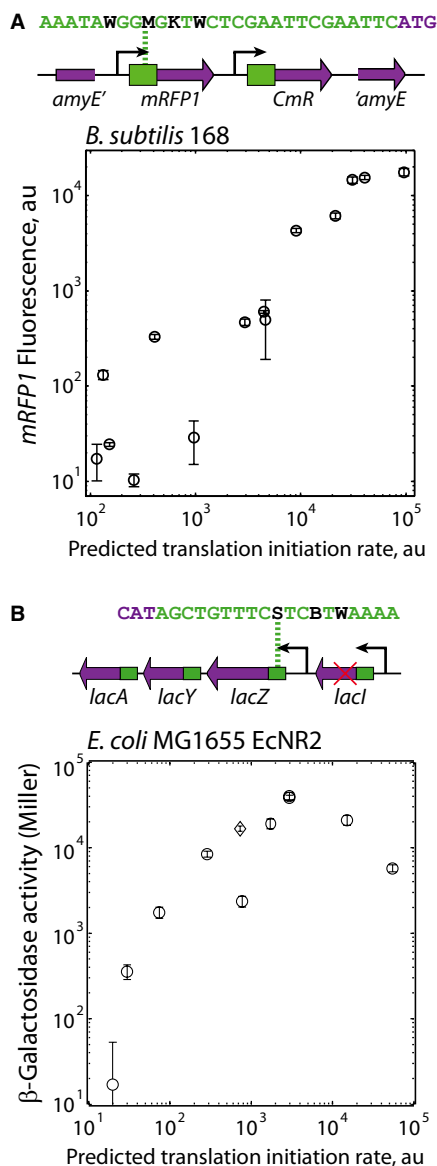 A
AAATAWGGMGKTWCTCGAATTCGAATTCATG
amyE' mRFP1 CmR 'amyE
B. subtilis 168
mRFP1 Fluorescence, au
10^4
10^3
10^2
10^1
10^2 10^3 10^4 10^5
Predicted translation initiation rate, au
B
CATAGCTGTTTCSTCBTWAAAA
lacA lacY lacZ lacI
E. coli MG1655 EcNR2
β-Galactosidase activity (Miller)
10^5
10^4
10^3
10^2
10^1
10^1 10^2 10^3 10^4 10^5
Predicted translation initiation rate, au